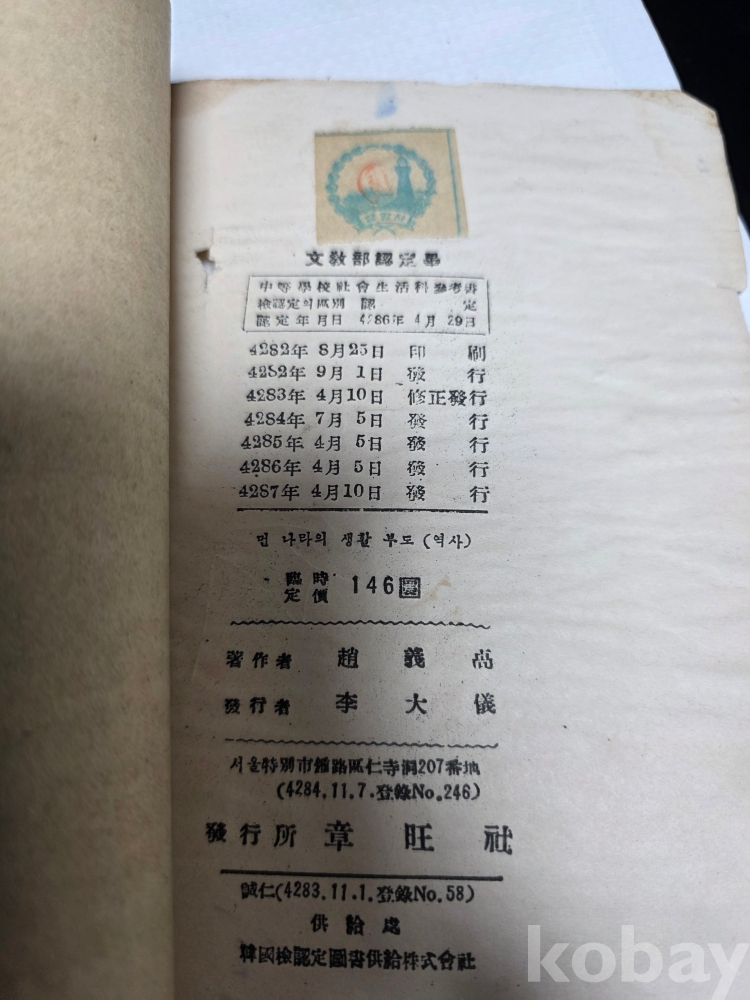 文敎部認定畢
中等學校社會生活科參考書
檢認定의區別 認 定
認定年月日 4286年 4月 29日
4282年 8月25日 印 刷
4282年 9月 1日 發 行
4283年 4月10日 修正發行
4284年 7月 5日 發 行
4285年 4月 5日 發 行
4286年 4月 5日 發 行
4287年 4月10日 發 行
먼 나라의 생활 부도 (역사)
臨時
定價 146圜
著作者 趙 義 卨
發行者 李 大 儀
서울特別市鍾路區仁寺洞207番地
(4284.11.7.登錄No.246)
發行所 章 旺 社
誠仁(4283.11.1.登錄No.58)
供給處
韓國檢認定圖書供給株式會社
kobay